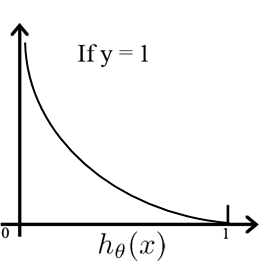 If y = 1
0
1
hθ(x)